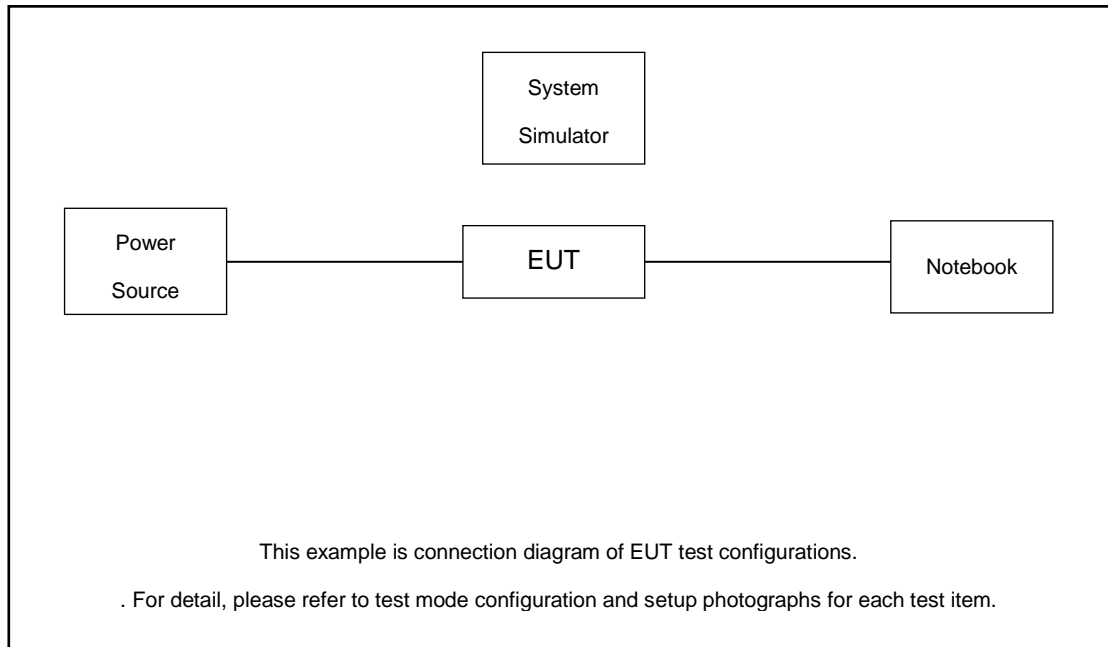 System
Simulator
Power
Source
EUT
Notebook
This example is connection diagram of EUT test configurations.
. For detail, please refer to test mode configuration and setup photographs for each test item.